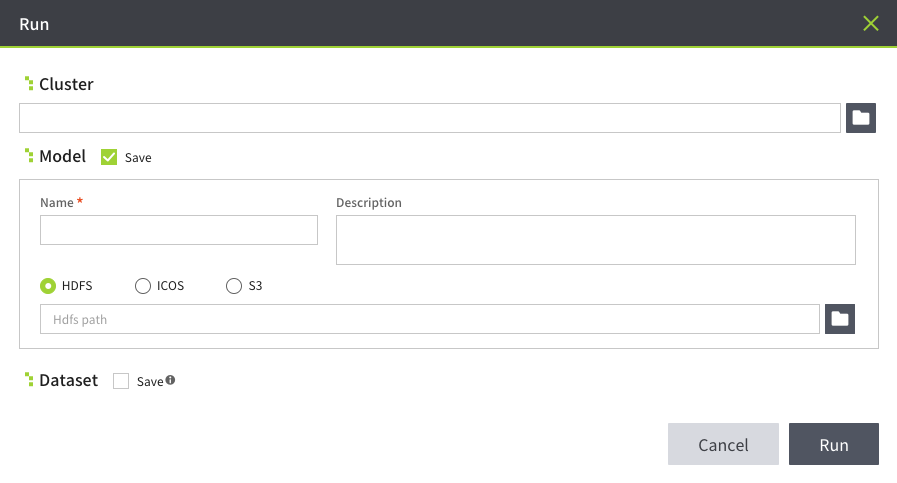 Run
Cluster
Model Save
Name * Description
HDFS ICOS S3
Hdfs path
Dataset Save
Cancel Run